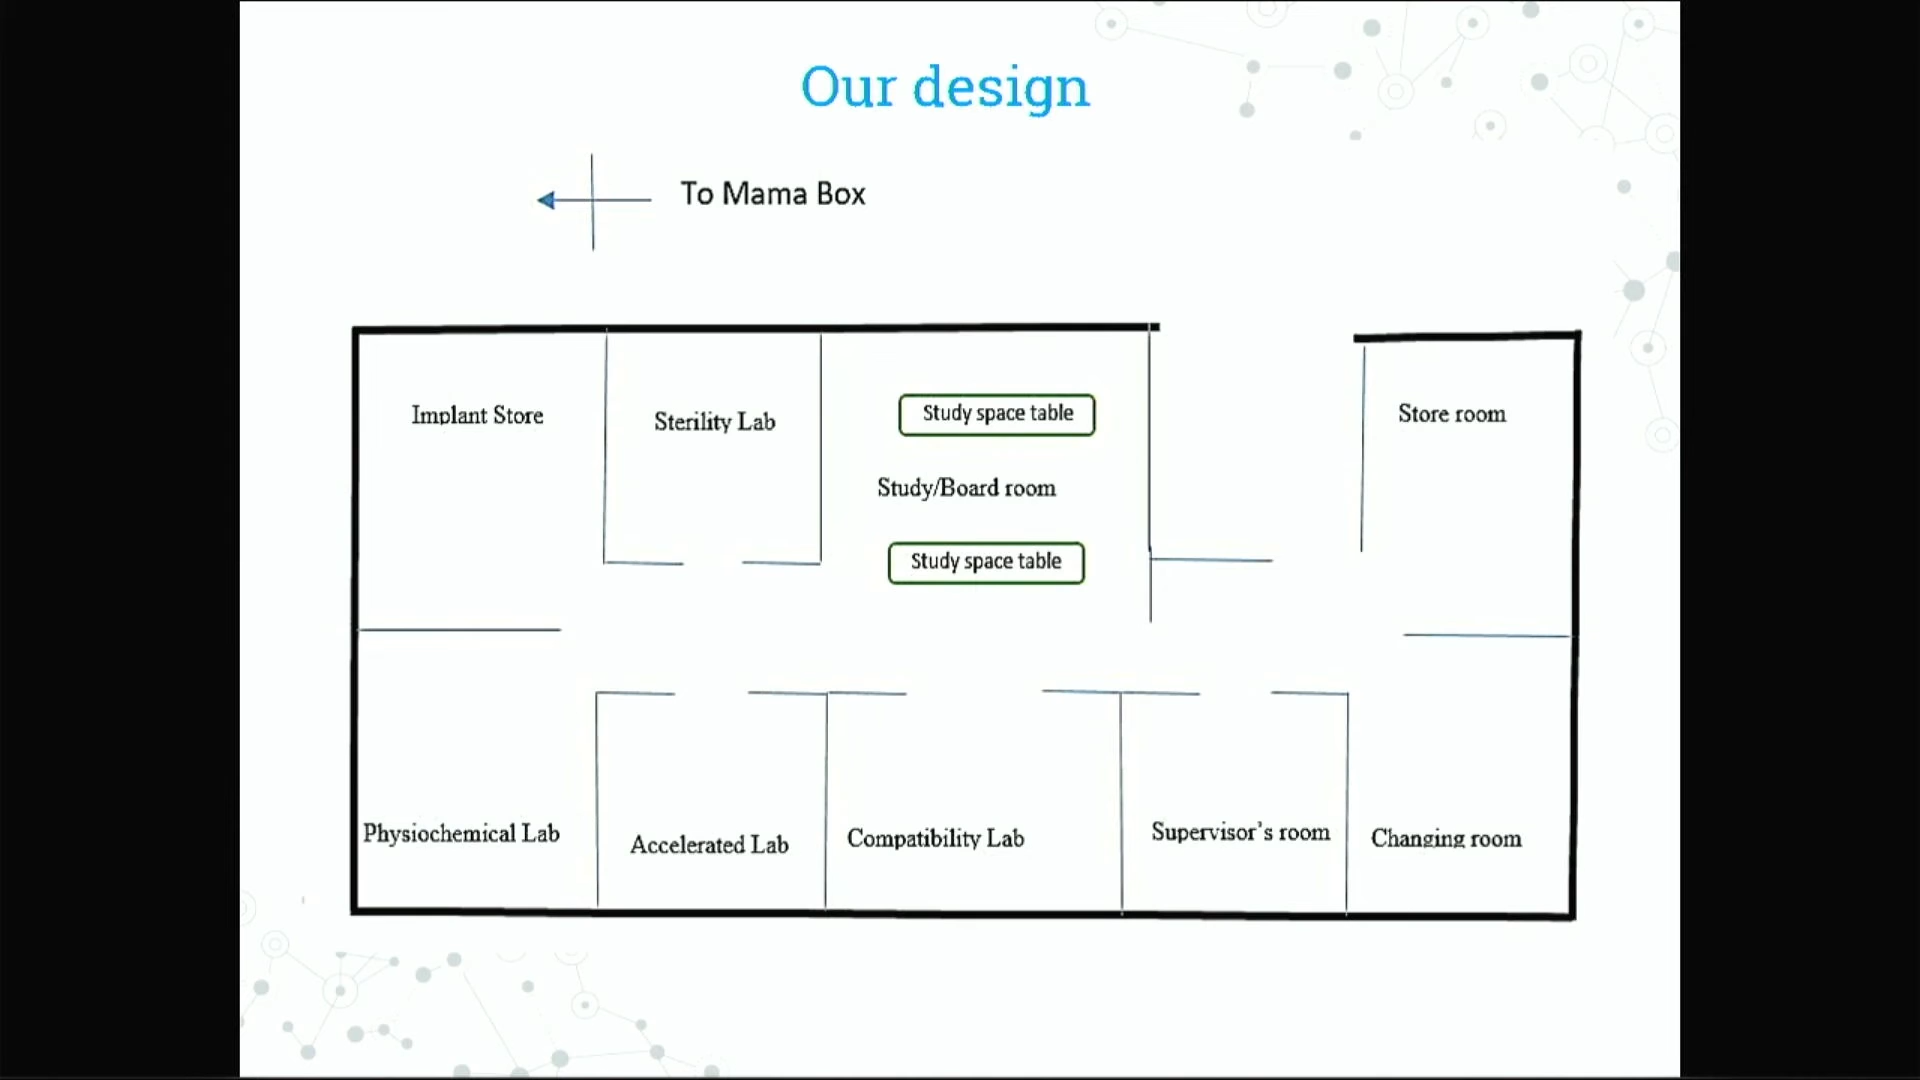 Our design
To Mama Box
Implant Store
Sterility Lab
Study space table
Study/Board room
Study space table
Store room
Physiochemical Lab
Accelerated Lab
Compatibility Lab
Supervisor's room
Changing room